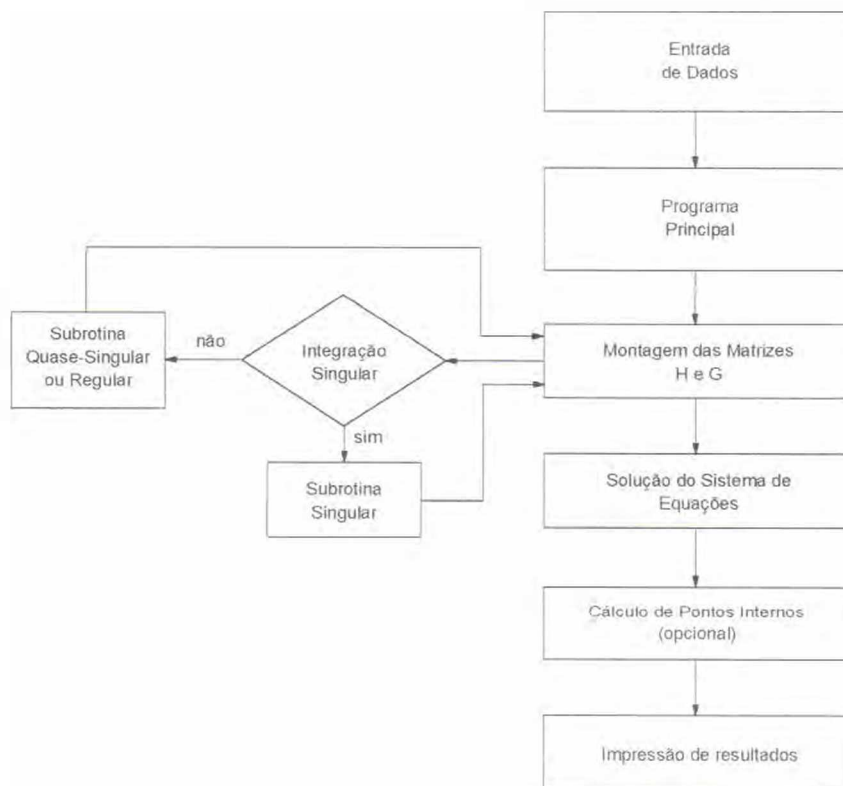 Entrada
de Dados
Programa
Principal
Subrotina
Quase-Singular
ou Regular
não
Integração
Singular
Montagem das Matrizes
H e G
sim
Subrotina
Singular
Solução do Sistema de
Equações
Cálculo de Pontos Internos
(opcional)
Impressão de resultados